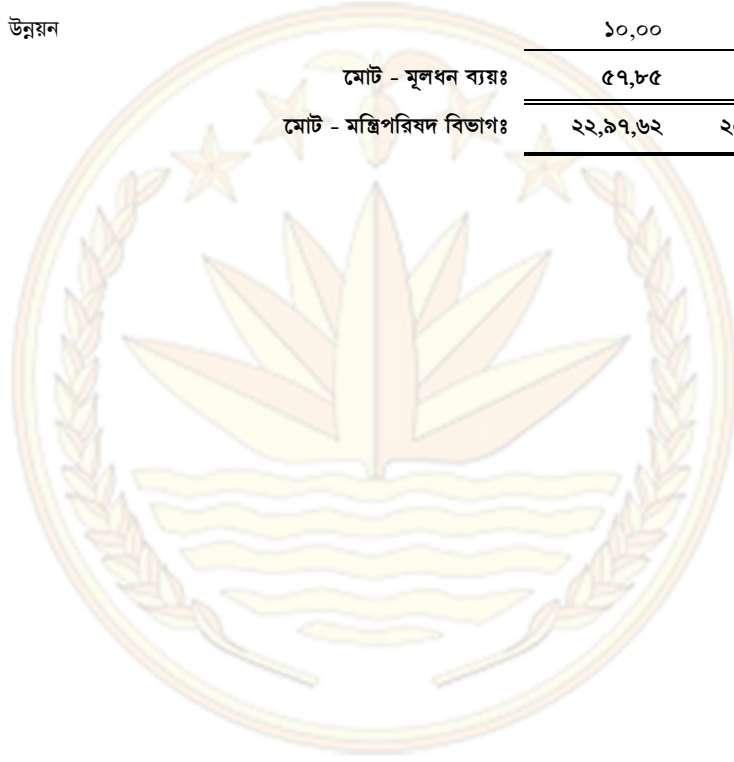 উন্নয়ন ১০,০০
মোট - মূলধন ব্যয়ঃ ৫৭,৮৫
মোট - মন্ত্রিপরিষদ বিভাগঃ ২২,৯৭,৬২